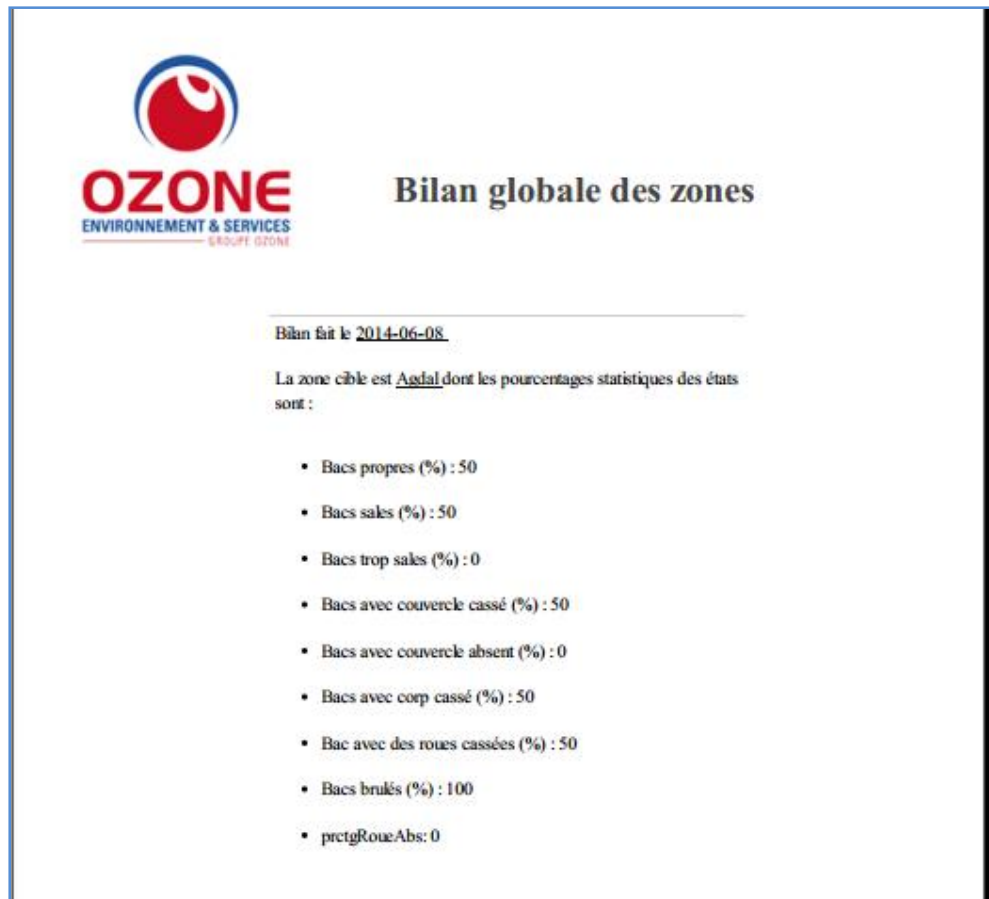 OZONE
ENVIRONNEMENT & SERVICES
GROUPE OZONE
Bilan globale des zones
Bilan fait le 2014-06-08
La zone cible est Agdal dont les pourcentages statistiques des états
sont :
• Bacs propres (%) : 50
• Bacs sales (%) : 50
• Bacs trop sales (%) : 0
• Bacs avec couvercle cassé (%) : 50
• Bacs avec couvercle absent (%) : 0
• Bacs avec corp cassé (%) : 50
• Bac avec des roues cassées (%) : 50
• Bacs brulés (%) : 100
• prctgRoueAbs: 0